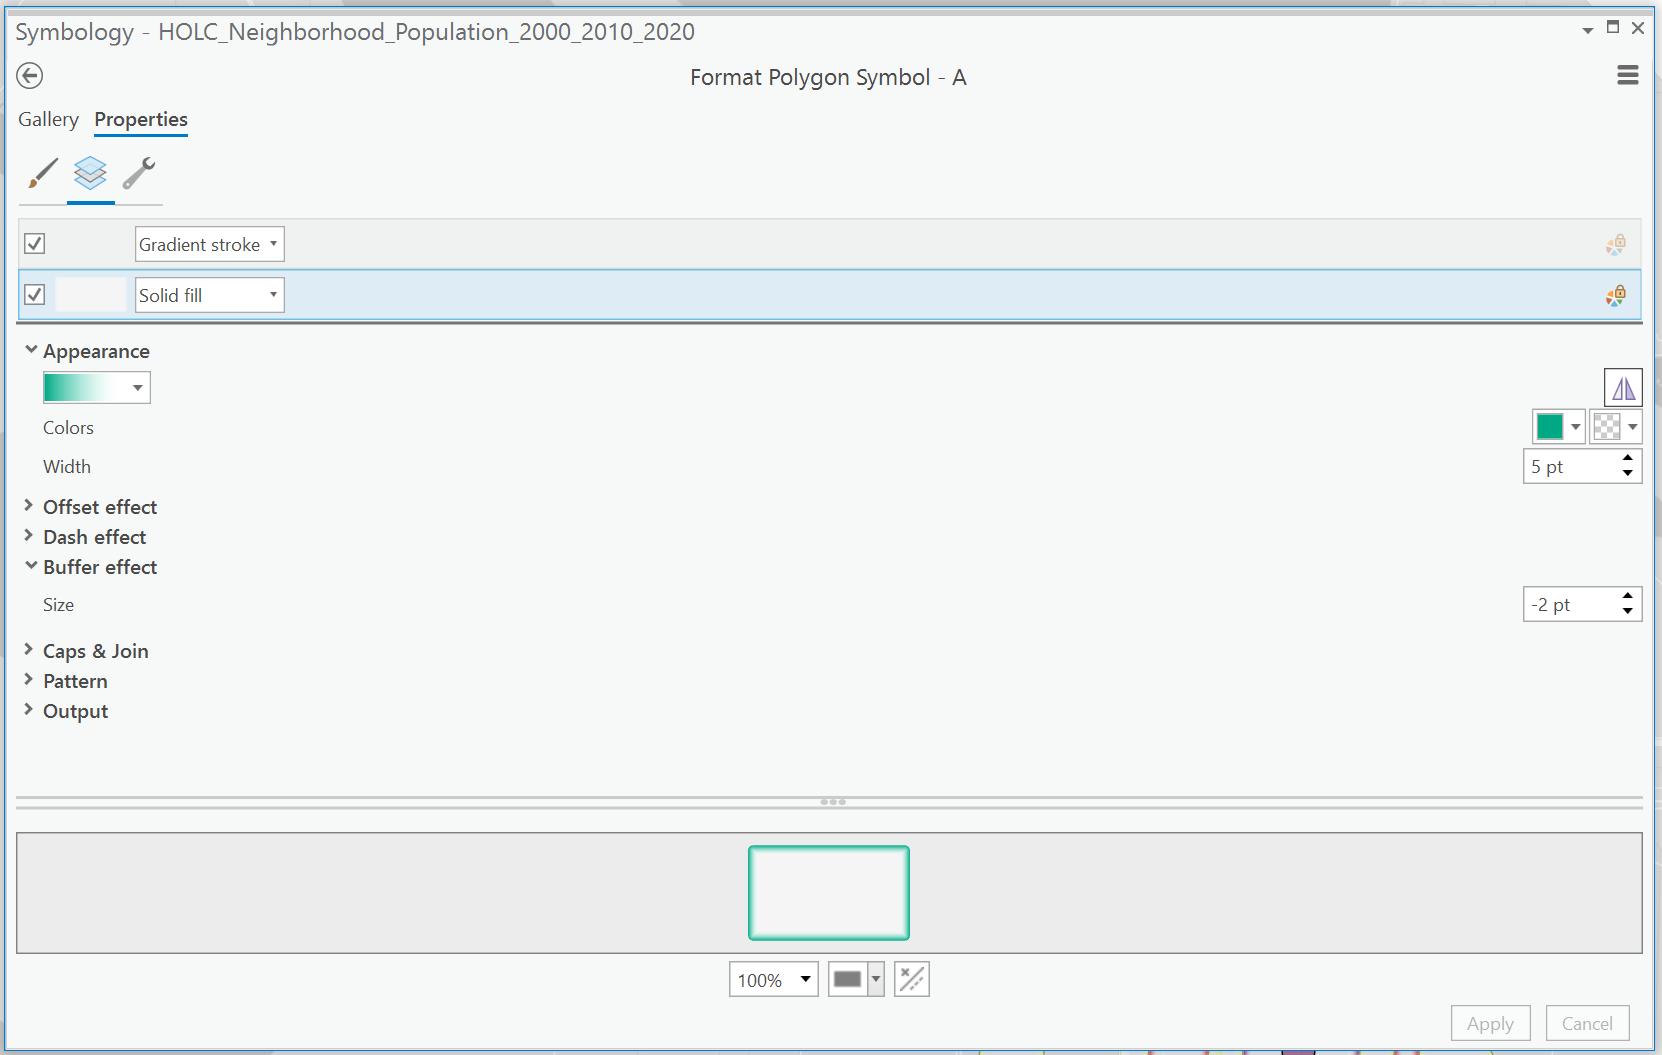 Symbology - HOLC_Neighborhood_Population_2000_2010_2020
Format Polygon Symbol - A
Gallery Properties
Gradient stroke
Solid fill
Appearance
Colors
Width 5 pt
Offset effect
Dash effect
Buffer effect
Size -2 pt
Caps & Join
Pattern
Output
100%
Apply Cancel